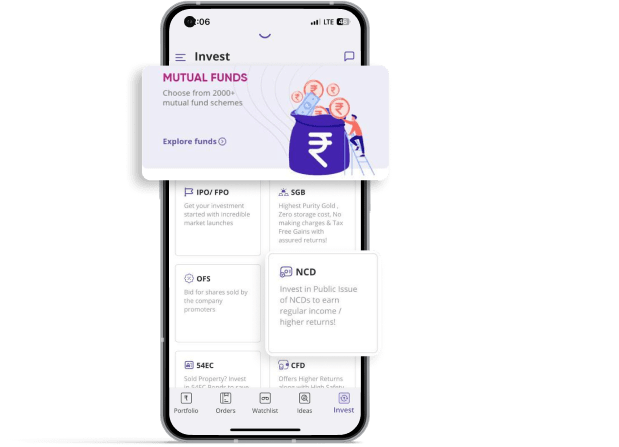 :06
LTE
Invest
MUTUAL FUNDS
Choose from 2000+
mutual fund schemes
Explore funds
IPO/ FPO
Get your investment
started with incredible
market launches
SGB
Highest Purity Gold ,
Zero storage cost, No
making charges & Tax
Free Gains with
assured returns!
OFS
Bid for shares sold by
the company
promoters
NCD
Invest in Public Issue
of NCDs to earn
regular income /
higher returns!
54EC
Sold Property? Invest
in 54EC Bonds to save
CFD
Offers Higher Returns
along with High Safety
Portfolio
Orders
Watchlist
Ideas
Invest